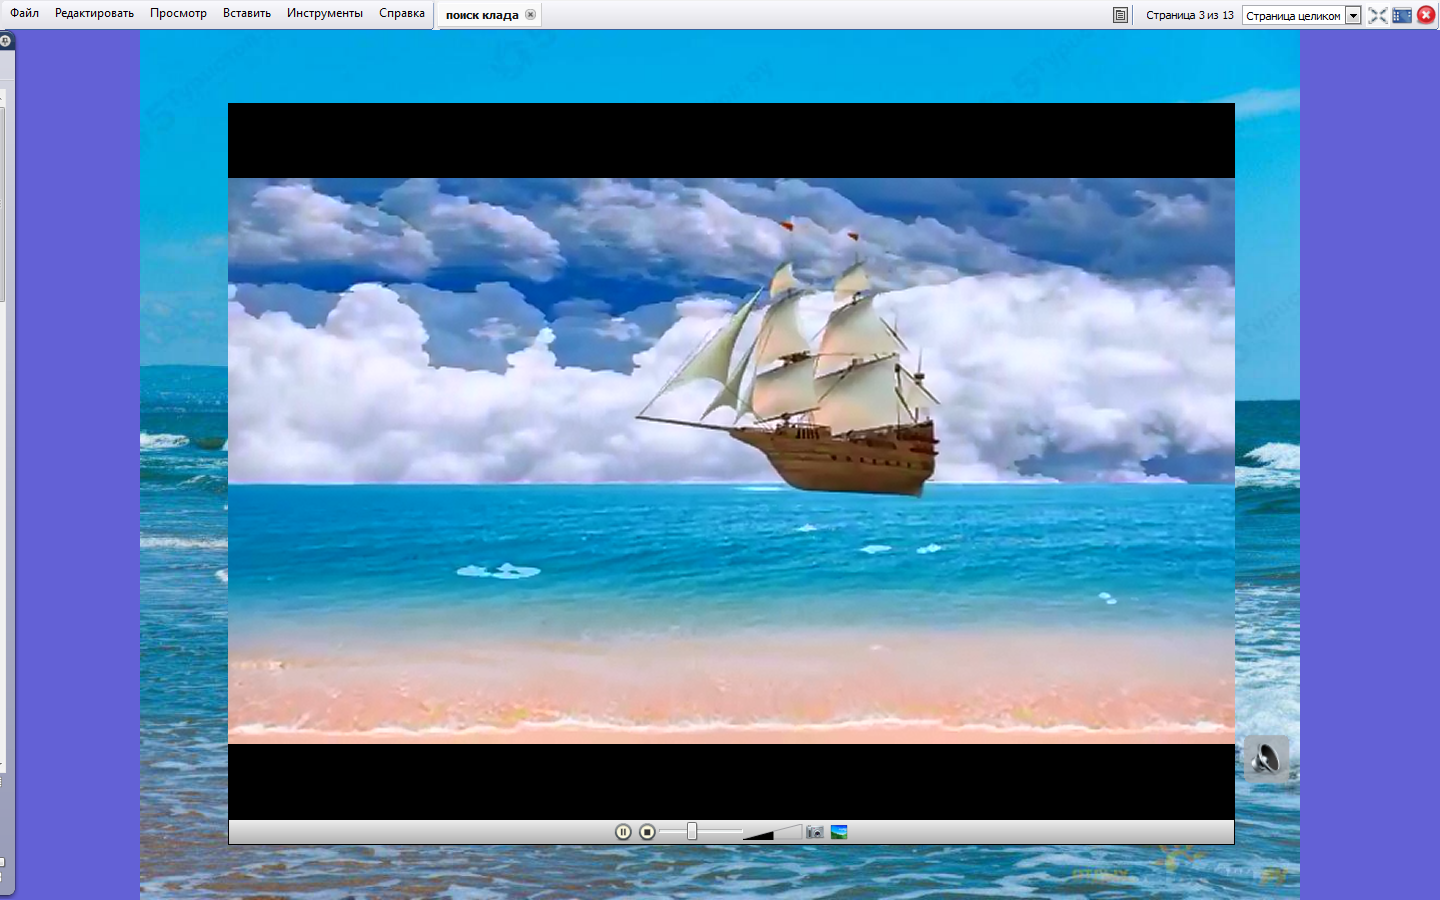 Файл Редактировать Просмотр Вставить Инструменты Справка поиск клада Страница 3 из 13 Страница целиком